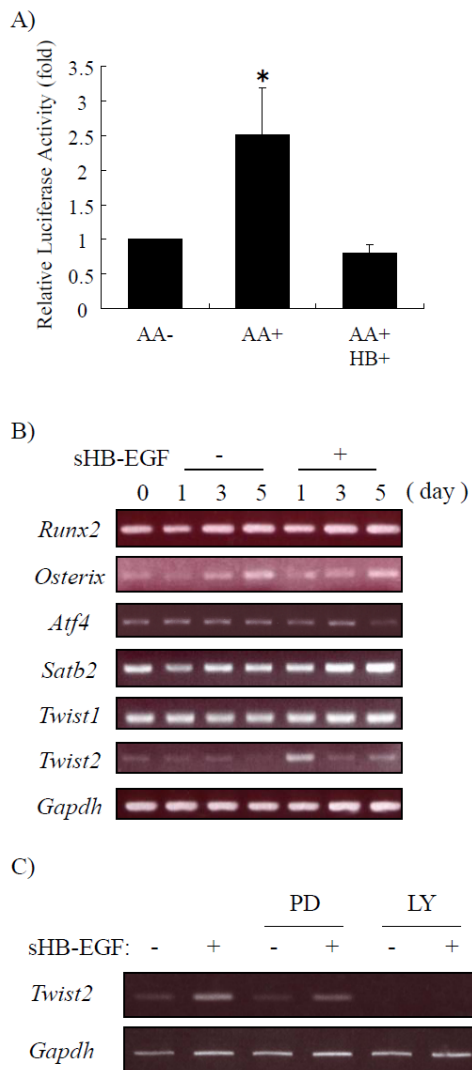 A)
Relative Luciferase Activity (fold)
3.5
3
2.5
2
1.5
1
0.5
0
*
AA-
AA+
AA+
HB+
B)
sHB-EGF - +
0 1 3 5 1 3 5 ( day )
Runx2
Osterix
Atf4
Satb2
Twist1
Twist2
Gapdh
C)
PD LY
sHB-EGF: - + - + - +
Twist2
Gapdh